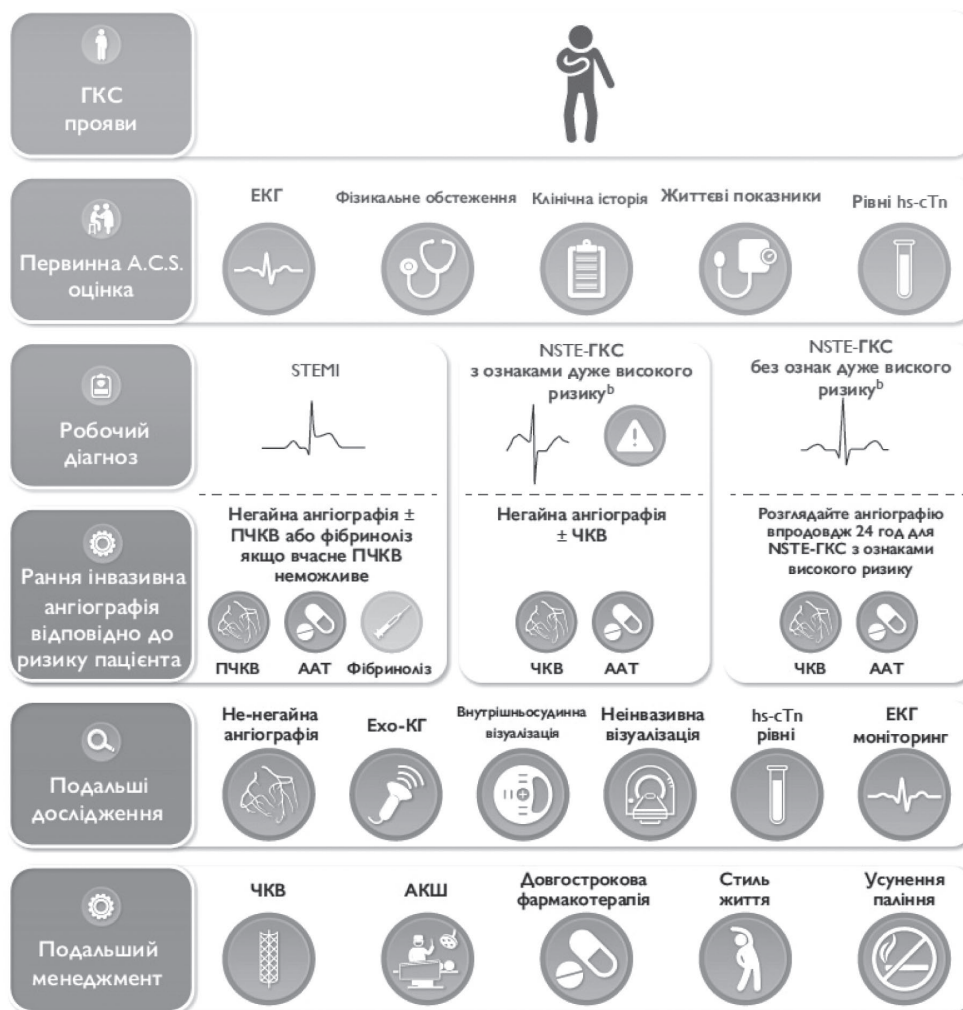 ГКС
прояви
Первинна A.C.S.
оцінка
ЕКГ
Фізикальне обстеження
Клінічна історія
Життєві показники
Рівні hs-cTn
Робочий
діагноз
STEMI
NSTE-ГКС
з ознаками дуже високого
ризику^b
NSTE-ГКС
без ознак дуже виского
ризику^b
Рання інвазивна
ангіографія
відповідно до
ризику пацієнта
Негайна ангіографія ±
ПЧКВ або фібриноліз
якщо вчасне ПЧКВ
неможливе
ПЧКВ
ААТ
Фібриноліз
Негайна ангіографія
± ЧКВ
ЧКВ
ААТ
Розглядайте ангіографію
впродовдж 24 год для
NSTE-ГКС з ознаками
високого ризику
ЧКВ
ААТ
Подальші
дослідження
Не-негайна
ангіографія
Ехо-КГ
Внутрішньосудинна
візуалізація
Неінвазивна
візуалізація
hs-cTn
рівні
ЕКГ
моніторинг
Подальший
менеджмент
ЧКВ
АКШ
Довгострокова
фармакотерапія
Стиль
життя
Усунення
паління